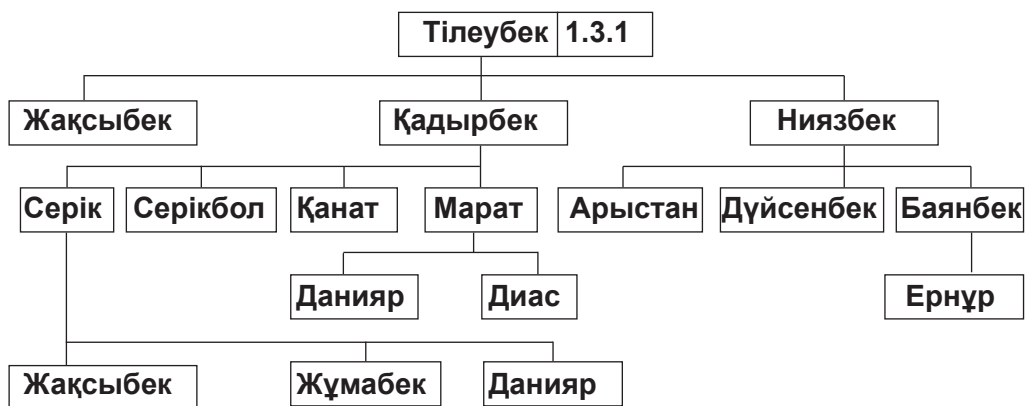 Тілеубек 1.3.1
Жақсыбек Қадырбек Ниязбек
Серік Серікбол Қанат Марат Арыстан Дүйсенбек Баянбек
Данияр Диас Ернұр
Жақсыбек Жұмабек Данияр